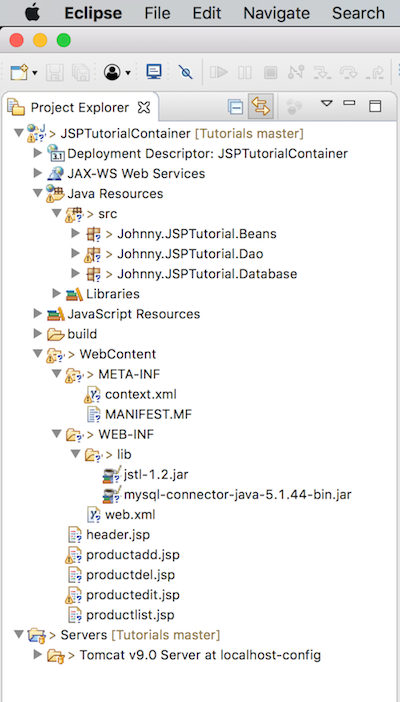 Eclipse File Edit Navigate Search
Project Explorer
> JSPTutorialContainer [Tutorials master]
Deployment Descriptor: JSPTutorialContainer
JAX-WS Web Services
Java Resources
> src
> Johnny.JSPTutorial.Beans
> Johnny.JSPTutorial.Dao
> Johnny.JSPTutorial.Database
Libraries
JavaScript Resources
build
> WebContent
> META-INF
context.xml
MANIFEST.MF
> WEB-INF
> lib
jstl-1.2.jar
mysql-connector-java-5.1.44-bin.jar
web.xml
header.jsp
productadd.jsp
productdel.jsp
productedit.jsp
productlist.jsp
> Servers [Tutorials master]
> Tomcat v9.0 Server at localhost-config